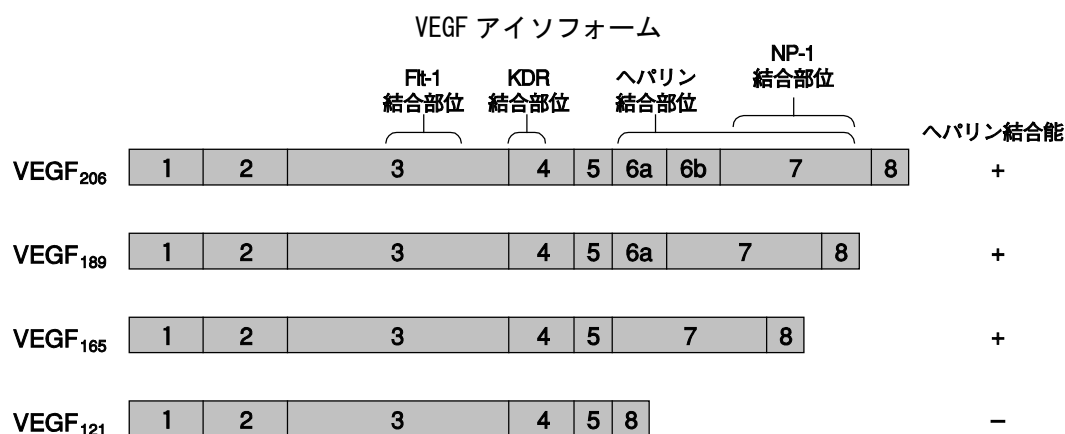 VEGF アイソフォーム
Flt-1
結合部位
KDR
結合部位
ヘパリン
結合部位
NP-1
結合部位
ヘパリン結合能
VEGF206 1 2 3 4 5 6a 6b 7 8 +
VEGF189 1 2 3 4 5 6a 7 8 +
VEGF165 1 2 3 4 5 7 8 +
VEGF121 1 2 3 4 5 8 −